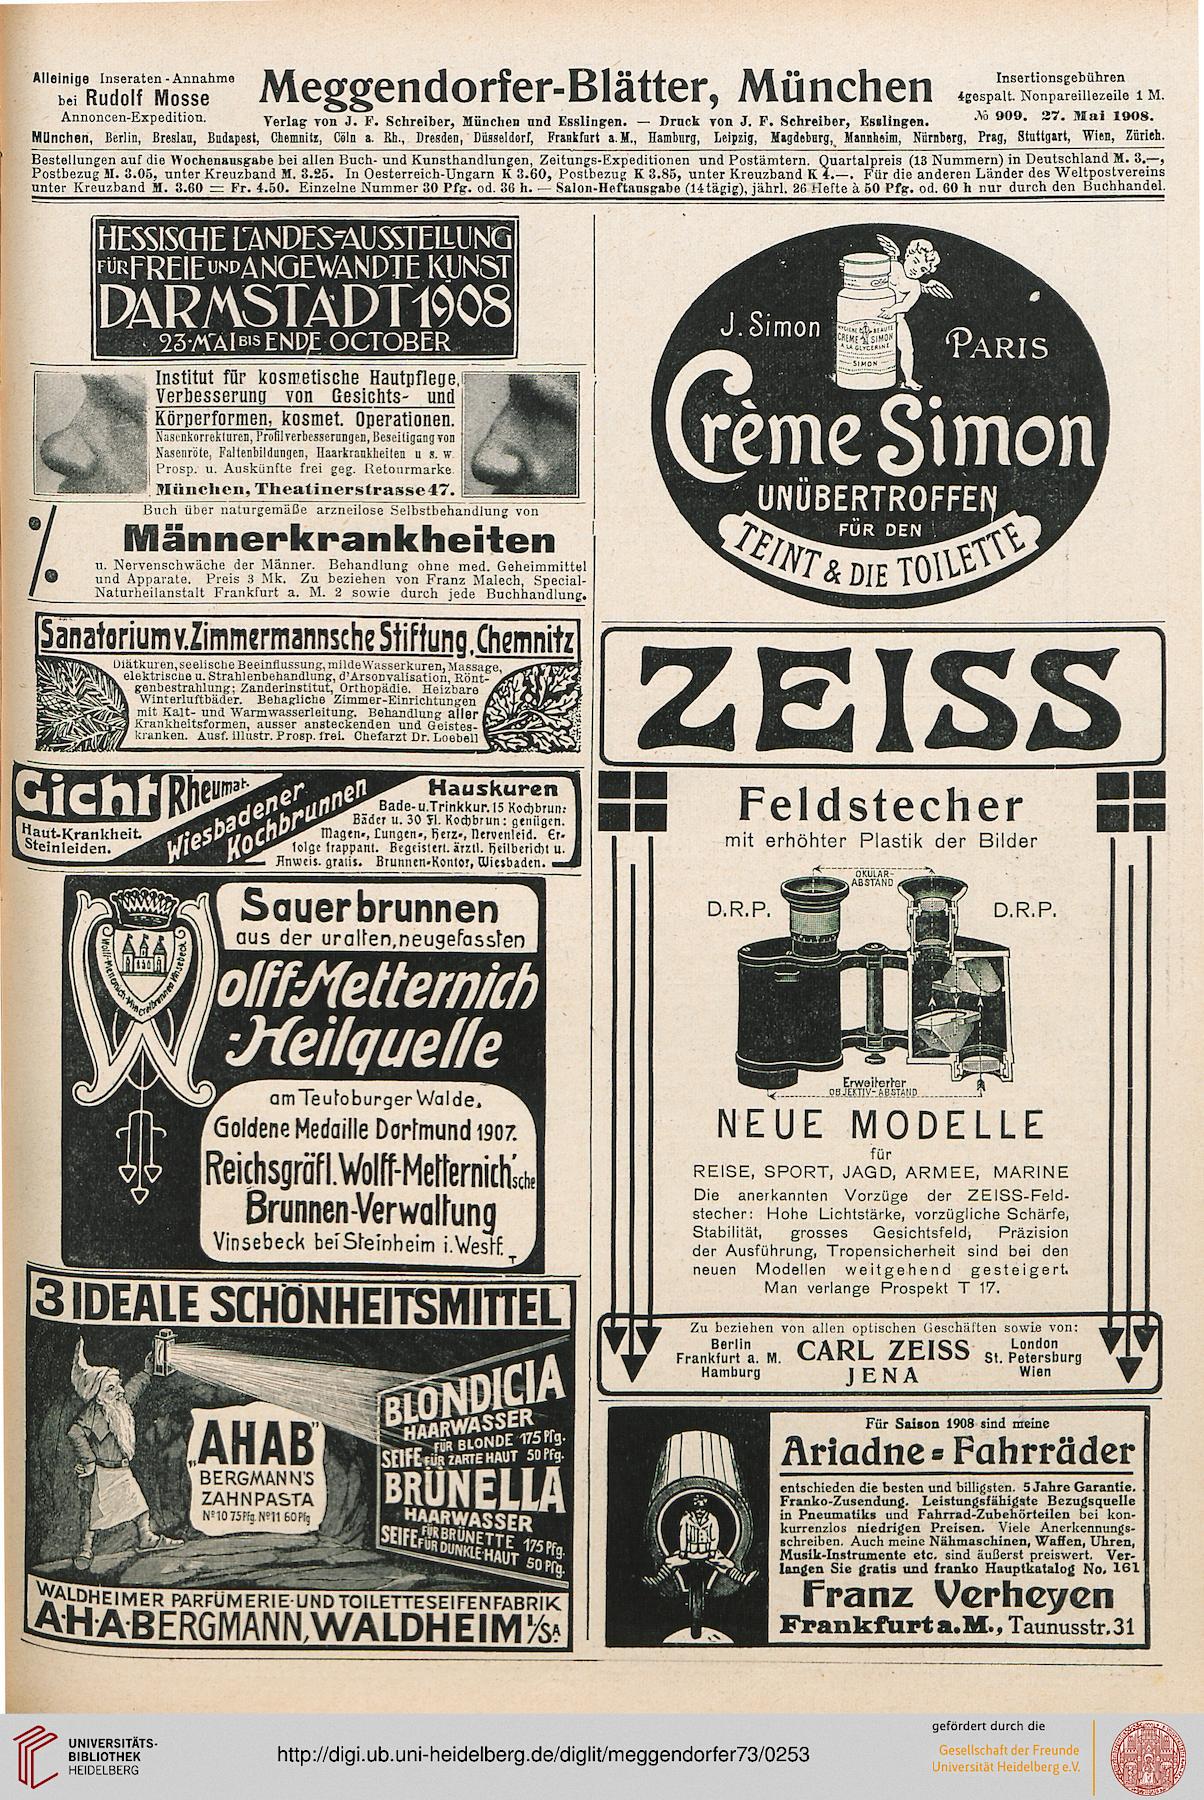 Alleinige Inseraten-Annahme
bei Rudolf Mosse
Annoncen-Expedition.
Meggendorfer-Blätter, München
Verlag von J. F. Schreiber, München und Esslingen. — Druck von J. F. Schreiber, Esslingen.
Insertionsgebühren
4gespalt. Nonpareillezeile 1 M.
№ 909. 27. Mai 1908.
München, Berlin, Breslau, Budapest, Chemnitz, Cöln a. Rh., Dresden, Düsseldorf, Frankfurt a.M., Hamburg, Leipzig, Magdeburg, Mannheim, Nürnberg, Prag, Stuttgart, Wien, Zürich.
Bestellungen auf die Wochenausgabe bei allen Buch- und Kunsthandlungen, Zeitungs-Expeditionen und Postämtern. Quartalpreis (13 Nummern) in Deutschland M. 3.—,
Postbezug M. 3.05, unter Kreuzband M. 3.25. In Oesterreich-Ungarn K 3.60, Postbezug K 3.85, unter Kreuzband K 4.—. Für die anderen Länder des Weltpostvereins
unter Kreuzband M. 3.60 = Fr. 4.50. Einzelne Nummer 30 Pfg. od. 36 h. — Salon-Heftausgabe (14tägig), jährl. 26 Hefte à 50 Pfg. od. 60 h nur durch den Buchhandel.
HESSISCHE LANDES-AUSSTELLUNG
FÜR FREIE UND ANGEWANDTE KUNST
DARMSTADT 1908
23·MAI BIS ENDE OCTOBER
Institut für kosmetische Hautpflege,
Verbesserung von Gesichts- und
Körperformen, kosmet. Operationen.
Nasenkorrekturen, Profilverbesserungen, Beseitigung von
Nasenröte, Faltenbildungen, Haarkrankheiten u s. w
Prosp. u. Auskünfte frei geg. Retourmarke
München, Theatinerstrasse 47.
Buch über naturgemäße arzneilose Selbstbehandlung von
Männerkrankheiten
u. Nervenschwäche der Männer. Behandlung ohne med. Geheimmittel
und Apparate. Preis 3 Mk. Zu beziehen von Franz Malech, Special-
Naturheilanstalt Frankfurt a. M. 2 sowie durch jede Buchhandlung.
Sanatorium v. Zimmermannsche Stiftung, Chemnitz
Diätkuren, seelische Beeinflussung, milde Wasserkuren, Massage,
elektrische u. Strahlenbehandlung, d'Arsonvalisation, Rönt-
genbestrahlung; Zanderinstitut, Orthopädie. Heizbare
Winterluftbäder. Behagliche Zimmer-Einrichtungen
mit Kalt- und Warmwasserleitung. Behandlung aller
Krankheitsformen, ausser ansteckenden und Geistes-
kranken. Ausf. illustr. Prosp. frei. Chefarzt Dr. Loebell
Gicht Rheumat.
Haut-Krankheit.
Steinleiden.
Wiesbadener
Kochbrunnen
Hauskuren
Bade- u. Trinkkur. 15 Kochbrun:
Bäder u. 30 Fl. Kochbrun: genügen.
Magen-, Lungen-, Herz-, Nervenleid. Er-
folge frappant. Begeistert. ärztl. Heilbericht u.
Anweis. gratis. Brunnen-Kontor, Wiesbaden.
Wolff-Metternich-Mineralbrunnen Vinsebeck
Sauerbrunnen
aus der uralten, neugefassten
Wolff-Metternich
-Heilquelle
am Teutoburger Walde,
Goldene Medaille Dortmund 1907.
Reichsgräfl. Wolff-Metternich'sche
Brunnen-Verwaltung
Vinsebeck bei Steinheim i. Westf.
T
3 IDEALE SCHÖNHEITSMITTEL
„AHAB"
BERGMANN'S
ZAHNPASTA
Nº10 75Pfg. Nº11 60Pfg
BLONDICIA
HAARWASSER
FÜR BLONDE 175 Pfg.
SEIFE FÜR ZARTE HAUT 50 Pfg.
BRÜNELLA
HAARWASSER
FÜR BRÜNETTE 175 Pfg.
SEIFE FÜR DUNKLE HAUT 50 Pfg.
WALDHEIMER PARFÜMERIE- UND TOILETTESEIFENFABRIK
A·H·A·BERGMANN, WALDHEIM i/SA.
J. Simon
PARIS
HYGIENE BEAUTE
CREME SIMON
A LA GLYCERINE
SIMON
Crème Simon
UNÜBERTROFFEN
FÜR DEN
TEINT & DIE TOILETTE
ZEISS
Feldstecher
mit erhöhter Plastik der Bilder
OKULAR-
ABSTAND
D.R.P.
D.R.P.
Erweiterter
OBJEKTIV-ABSTAND
NEUE MODELLE
für
REISE, SPORT, JAGD, ARMEE, MARINE
Die anerkannten Vorzüge der ZEISS-Feld-
stecher: Hohe Lichtstärke, vorzügliche Schärfe,
Stabilität, grosses Gesichtsfeld, Präzision
der Ausführung, Tropensicherheit sind bei den
neuen Modellen weitgehend gesteigert.
Man verlange Prospekt T 17.
Zu beziehen von allen optischen Geschäften sowie von:
Berlin
Frankfurt a. M.
Hamburg
CARL ZEISS
JENA
London
St. Petersburg
Wien
Für Saison 1908 sind meine
Ariadne-Fahrräder
entschieden die besten und billigsten. 5 Jahre Garantie.
Franko-Zusendung. Leistungsfähigste Bezugsquelle
in Pneumatiks und Fahrrad-Zubehörteilen bei kon-
kurrenzlos niedrigen Preisen. Viele Anerkennungs-
schreiben. Auch meine Nähmaschinen, Waffen, Uhren,
Musik-Instrumente etc. sind äußerst preiswert. Ver-
langen Sie gratis und franko Hauptkatalog No. 161
Franz Verheyen
Frankfurt a. M., Taunusstr. 31
UNIVERSITÄTS-
BIBLIOTHEK
HEIDELBERG
http://digi.ub.uni-heidelberg.de/diglit/meggendorfer73/0253
gefördert durch die
Gesellschaft der Freunde
Universität Heidelberg e.V.